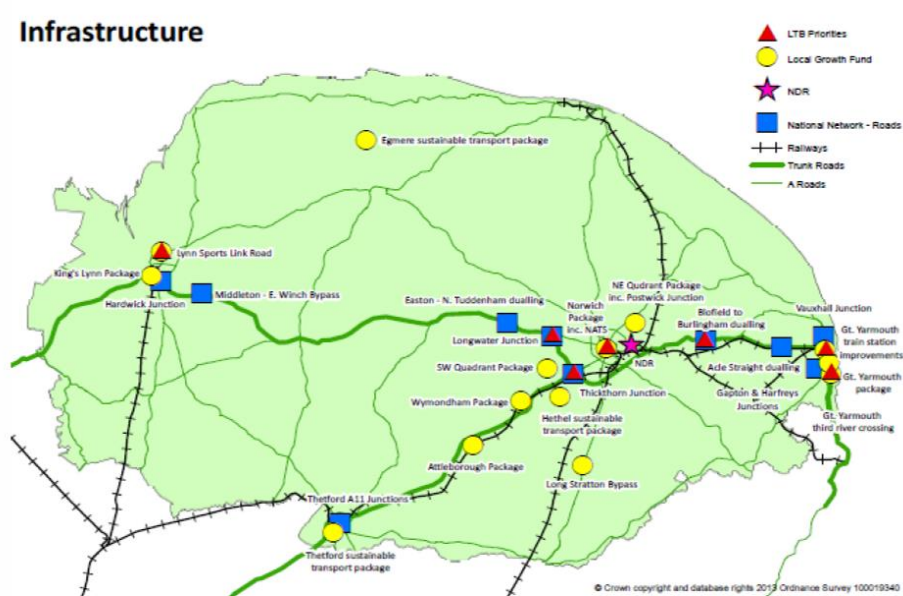 Infrastructure
LTB Priorities
Local Growth Fund
NDR
National Network - Roads
Railways
Trunk Roads
A Roads
Egmere sustainable transport package
Lynn Sports Link Road
King's Lynn Package
Hardwick Junction
Middleton - E. Winch Bypass
Easton - N. Tuddenham dualling
Longwater Junction
Norwich
Package
inc. NATS
NE Qudrant Package
inc. Postwick Junction
NDR
Blofield to
Burlingham dualling
Vauxhall Junction
Gt. Yarmouth
train station
improvements
Gt. Yarmouth
package
Acle Straight dualling
Gapton & Harfreys
Junctions
Gt. Yarmouth
third river crossing
SW Quadrant Package
Thickthorn Junction
Wymondham Package
Hethel sustainable
transport package
Attleborough Package
Long Stratton Bypass
Thetford A11 Junctions
Thetford sustainable
transport package
© Crown copyright and database rights 2013 Ordnance Survey 100019340